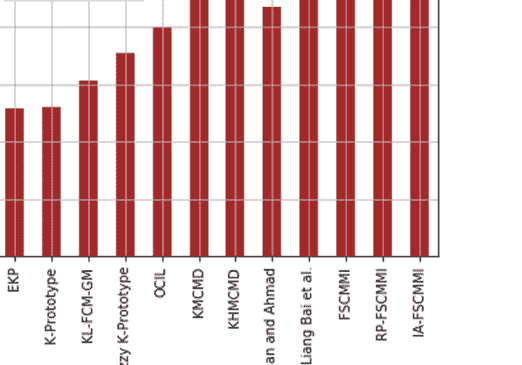 EKP
K-Prototype
KL-FCM-GM
zzy K-Prototype
OCIL
KMCMD
KHMCMD
an and Ahmad
Liang Bai et al.
FSCMMI
RP-FSCMMI
IA-FSCMMI